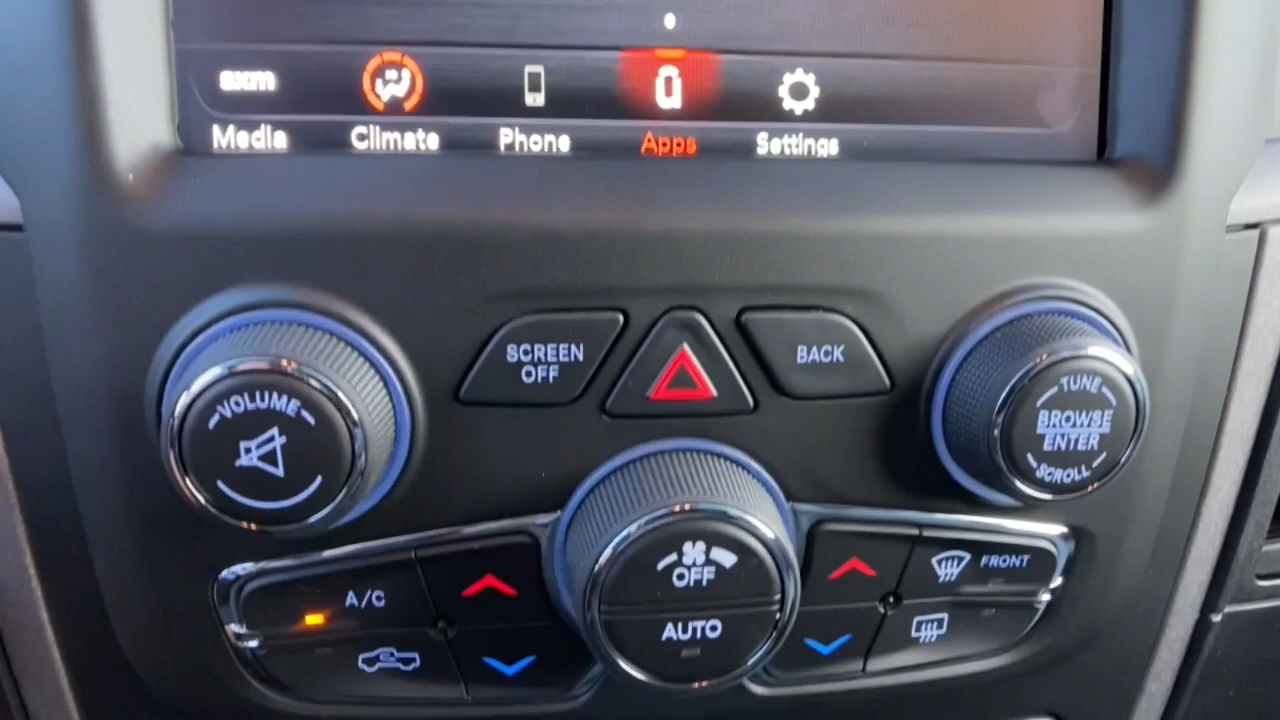 sxm
Media
Climate
Phone
Apps
Settings
SCREEN
OFF
BACK
VOLUME
TUNE
BROWSE
ENTER
SCROLL
A/C
OFF
AUTO
FRONT